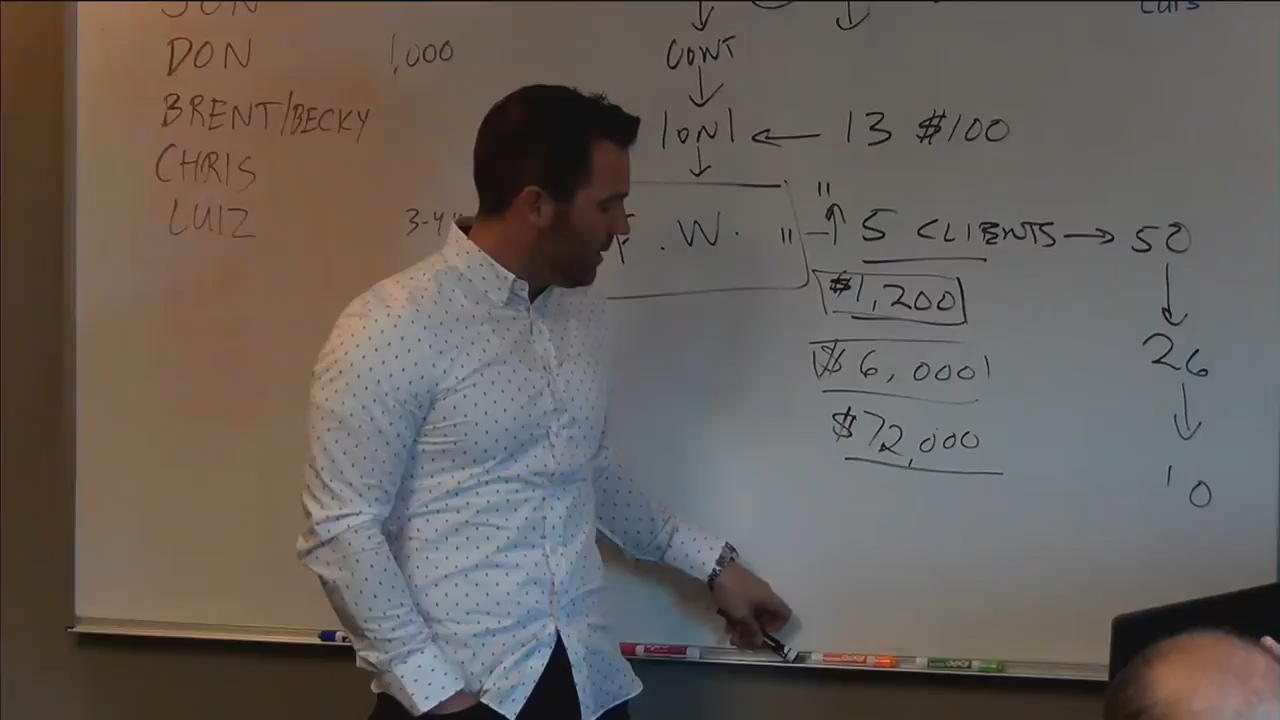 JON
DON 1,000
BRENT/BECKY
CHRIS
LUIZ 3-4
CONT
1 ON 1 ← 13 $100
. W. " 
" → 5 CLIENTS → 50
$1,200
$6,000
$72,000
26
10
Luis